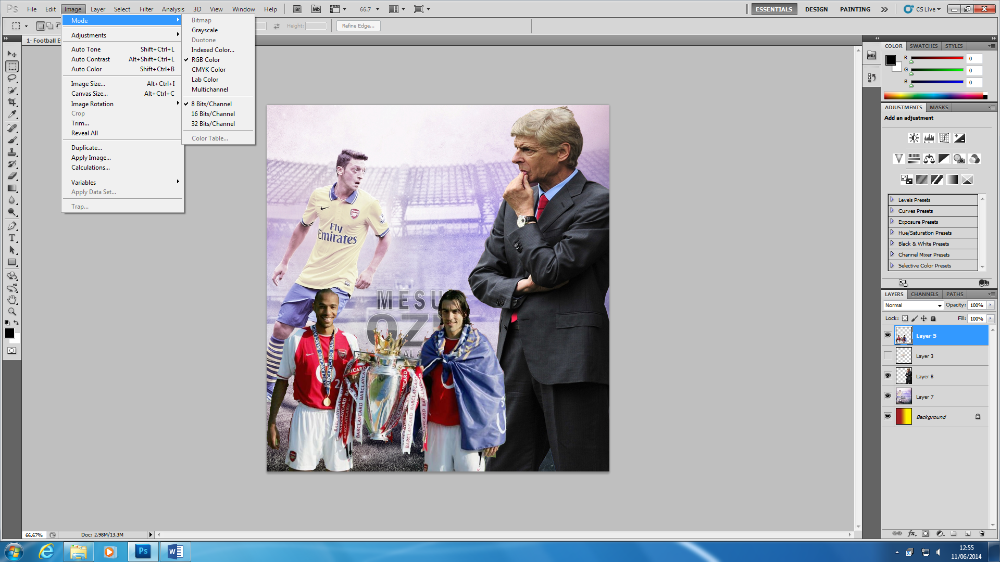 Ps File Edit Image Layer Select Filter Analysis 3D View Window Help Br Mb 66.7 ESSENTIALS DESIGN PAINTING CS Live
Height: Refine Edge...
1- Football E
Mode
Adjustments
Auto Tone Shift+Ctrl+L
Auto Contrast Alt+Shift+Ctrl+L
Auto Color Shift+Ctrl+B
Image Size... Alt+Ctrl+I
Canvas Size... Alt+Ctrl+C
Image Rotation
Crop
Trim...
Reveal All
Duplicate...
Apply Image...
Calculations...
Variables
Apply Data Set...
Trap...
Bitmap
Grayscale
Duotone
Indexed Color...
RGB Color
CMYK Color
Lab Color
Multichannel
8 Bits/Channel
16 Bits/Channel
32 Bits/Channel
Color Table...
Fly
Emirates
MESU
OZ
BARCLAYCARD
BARCLAYCARD
BARCLAYCARD
BARCLAYCARD
COLOR SWATCHES STYLES
Mb
R 0
G 0
B 0
ADJUSTMENTS MASKS
Add an adjustment
Levels Presets
Curves Presets
Exposure Presets
Hue/Saturation Presets
Black & White Presets
Channel Mixer Presets
Selective Color Presets
LAYERS CHANNELS PATHS
Normal Opacity: 100%
Lock: Fill: 100%
Layer 5
Layer 3
Layer 8
Layer 7
Background
66.67% Doc: 2.98M/13.3M
Ps W
12:55
11/06/2014